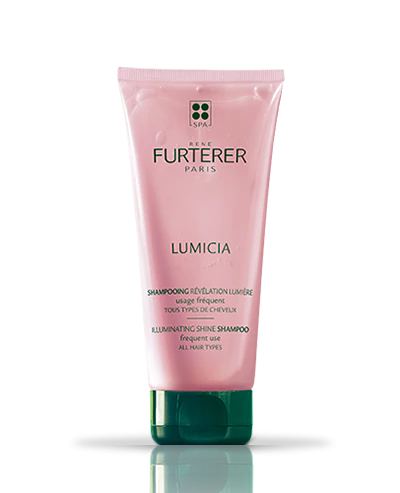 SPA
RENE
FURTERER
PARIS
LUMICIA
SHAMPOOING RÉVÉLATION LUMIÈRE
usage fréquent
TOUS TYPES DE CHEVEUX
ILLUMINATING SHINE SHAMPOO
frequent use
ALL HAIR TYPES